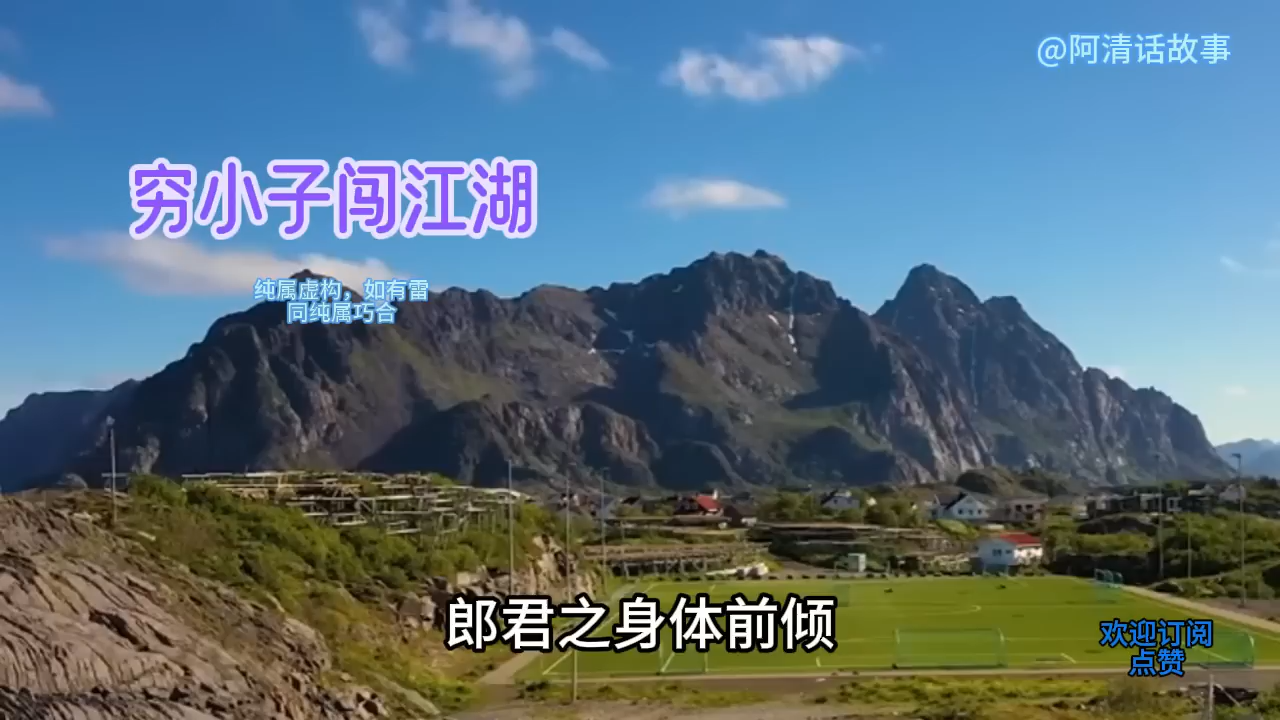 @阿清话故事
穷小子闯江湖
纯属虚构，如有雷
同纯属巧合
郎君之身体前倾
欢迎订阅
点赞